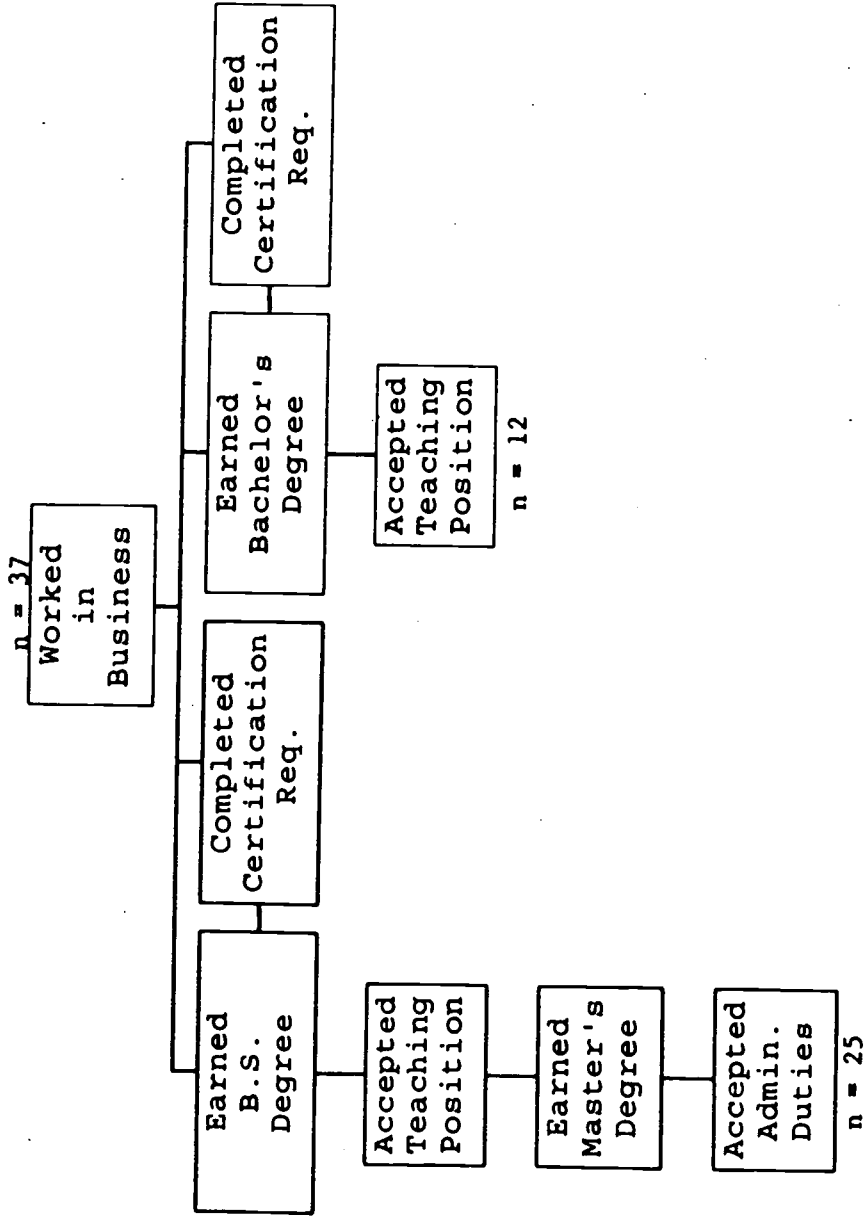 n = 37
Worked
in
Business
Earned
B.S.
Degree
Completed
Certification
Req.
Earned
Bachelor's
Degree
Completed
Certification
Req.
Accepted
Teaching
Position
Accepted
Teaching
Position
n = 12
Earned
Master's
Degree
Accepted
Admin.
Duties
n = 25